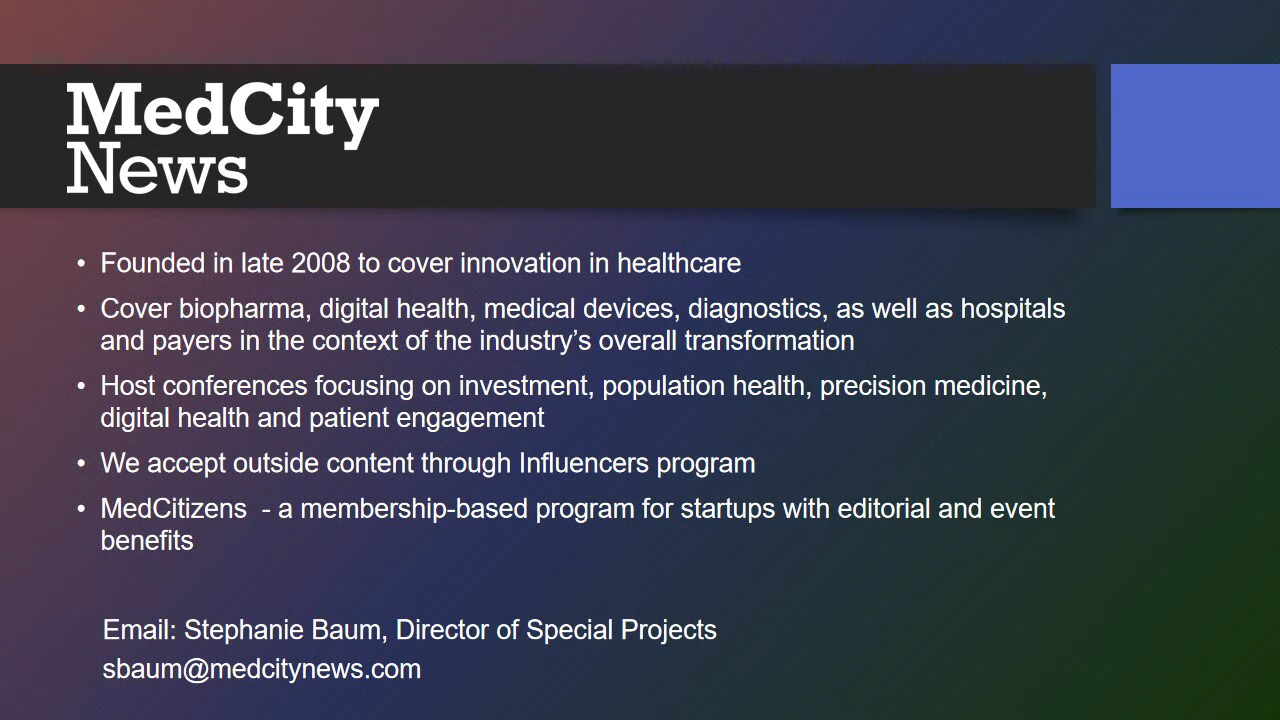 MedCity
News
• Founded in late 2008 to cover innovation in healthcare
• Cover biopharma, digital health, medical devices, diagnostics, as well as hospitals
and payers in the context of the industry’s overall transformation
• Host conferences focusing on investment, population health, precision medicine,
digital health and patient engagement
• We accept outside content through Influencers program
• MedCitizens  - a membership-based program for startups with editorial and event
benefits
Email: Stephanie Baum, Director of Special Projects
sbaum@medcitynews.com